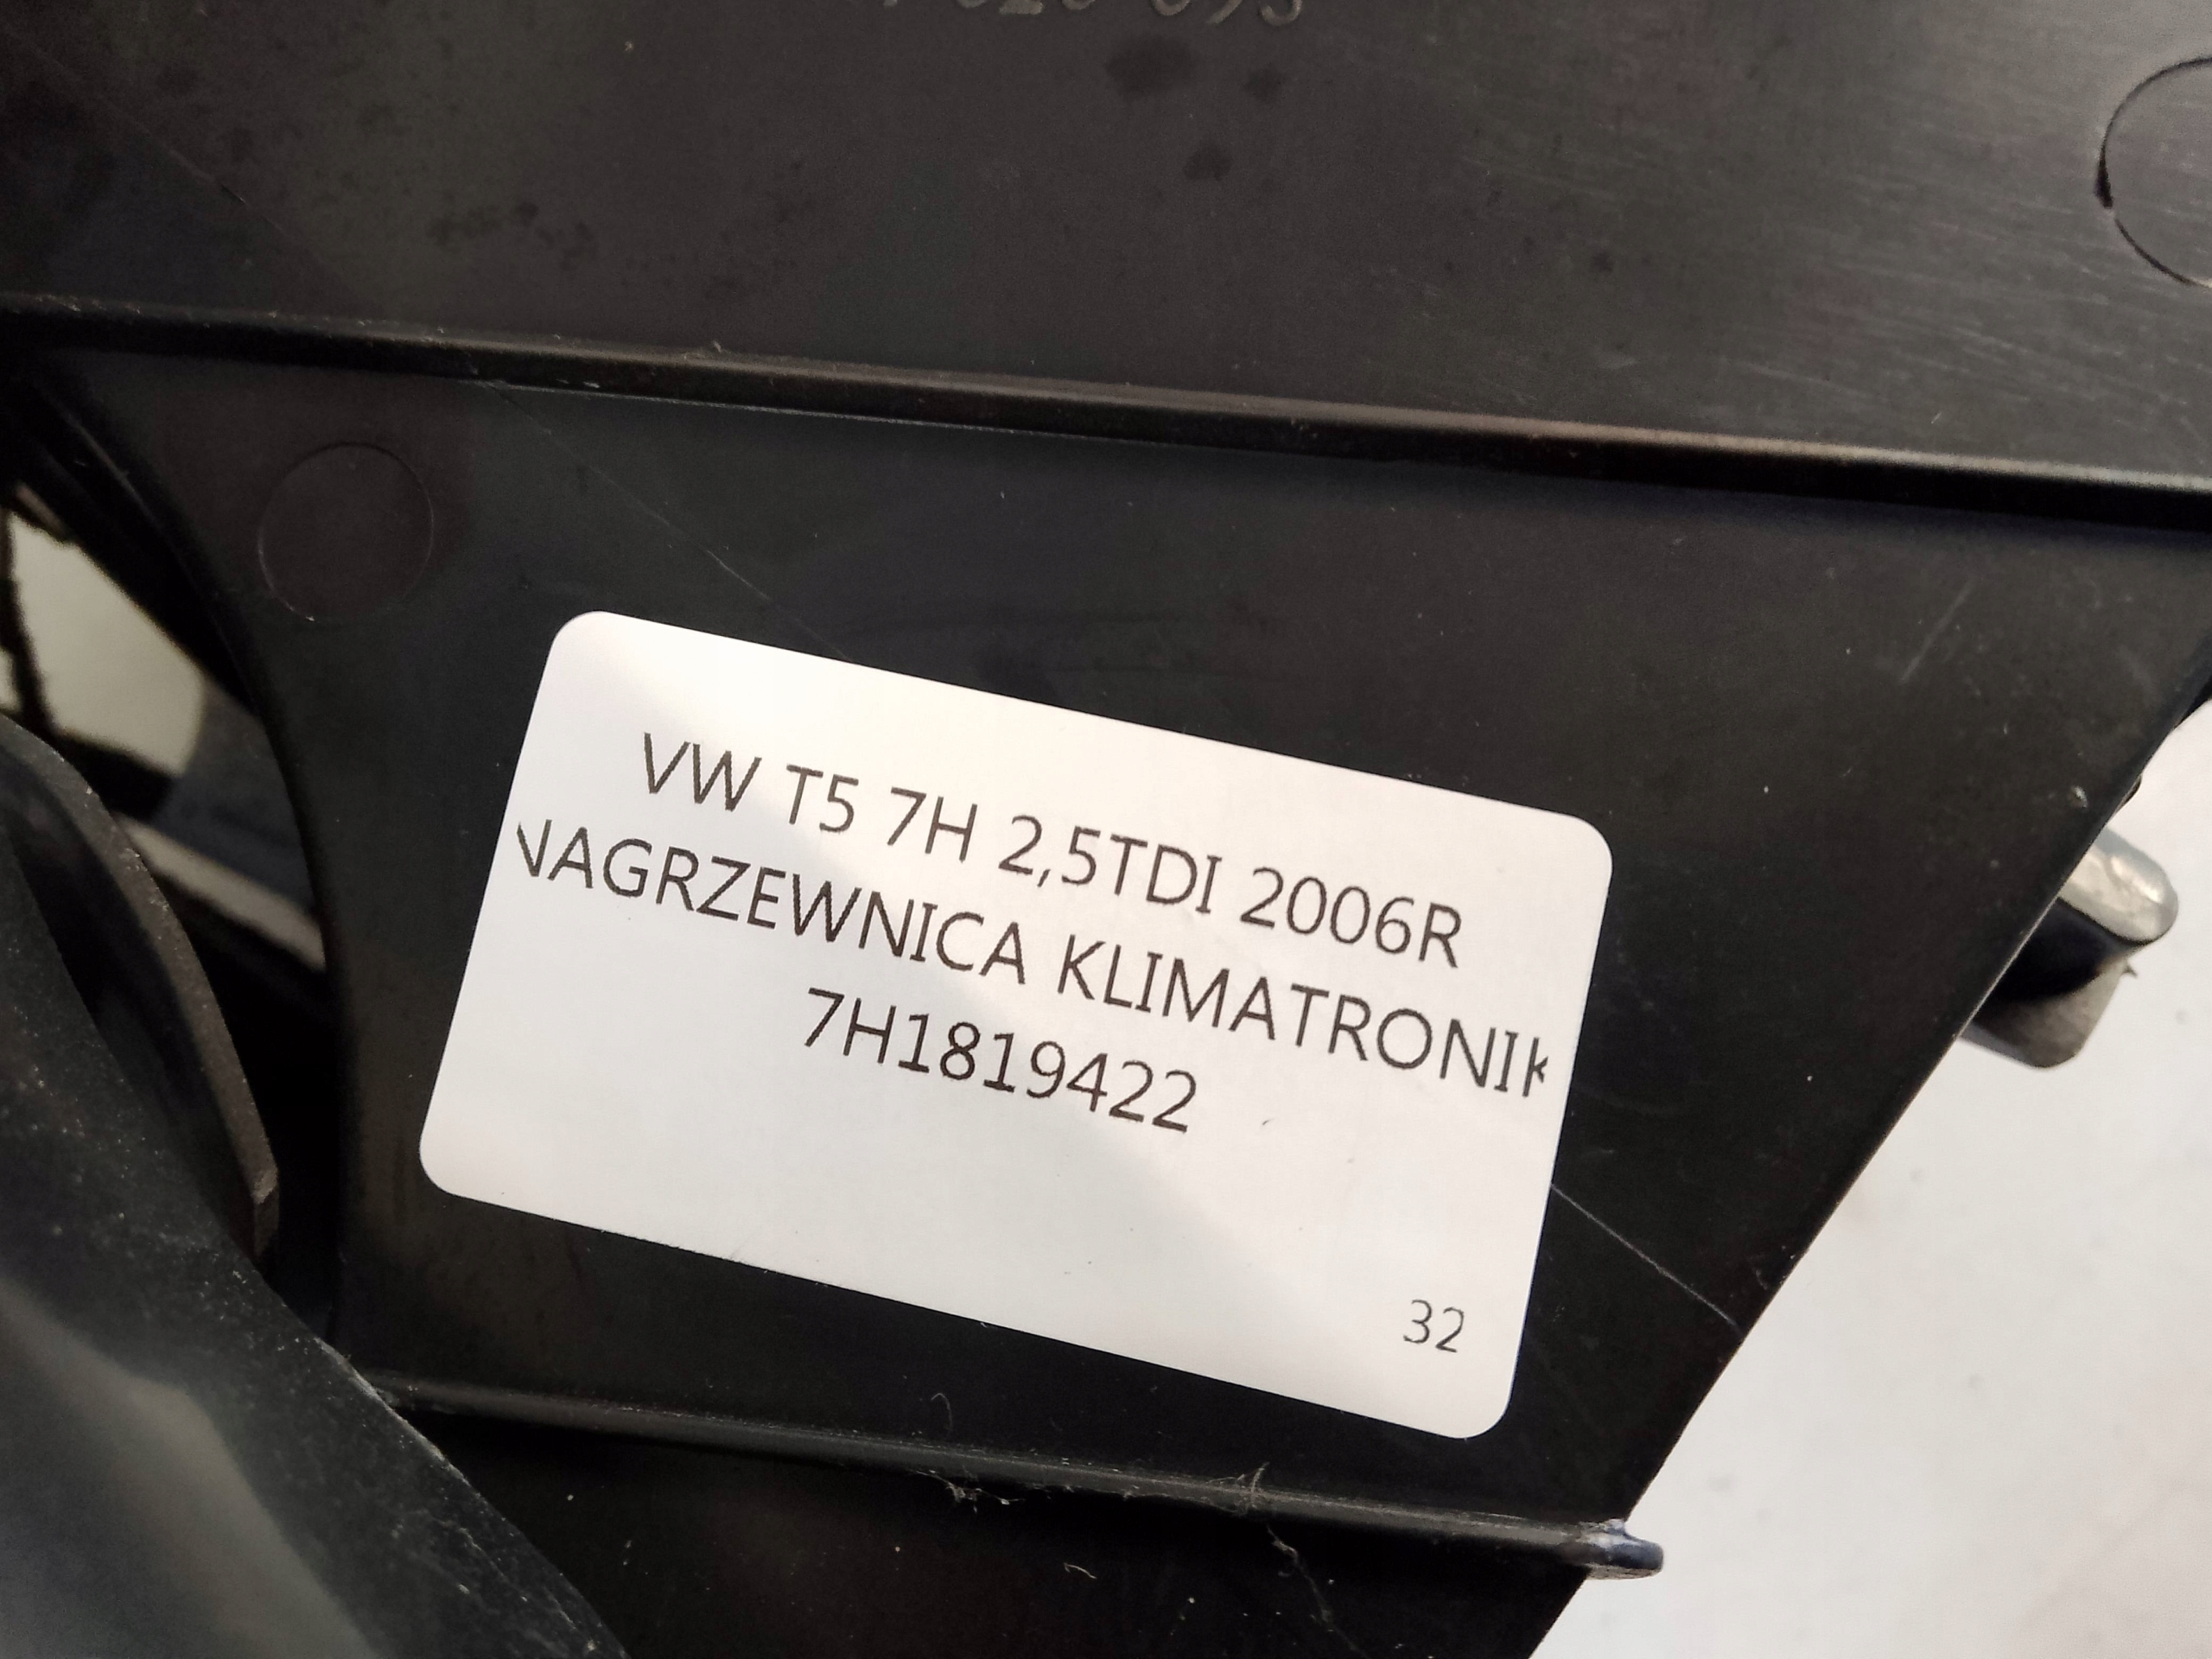 VW T5 7H 2,5TDI 2006R
NAGRZEWNICA KLIMATRONIK
7H1819422
32